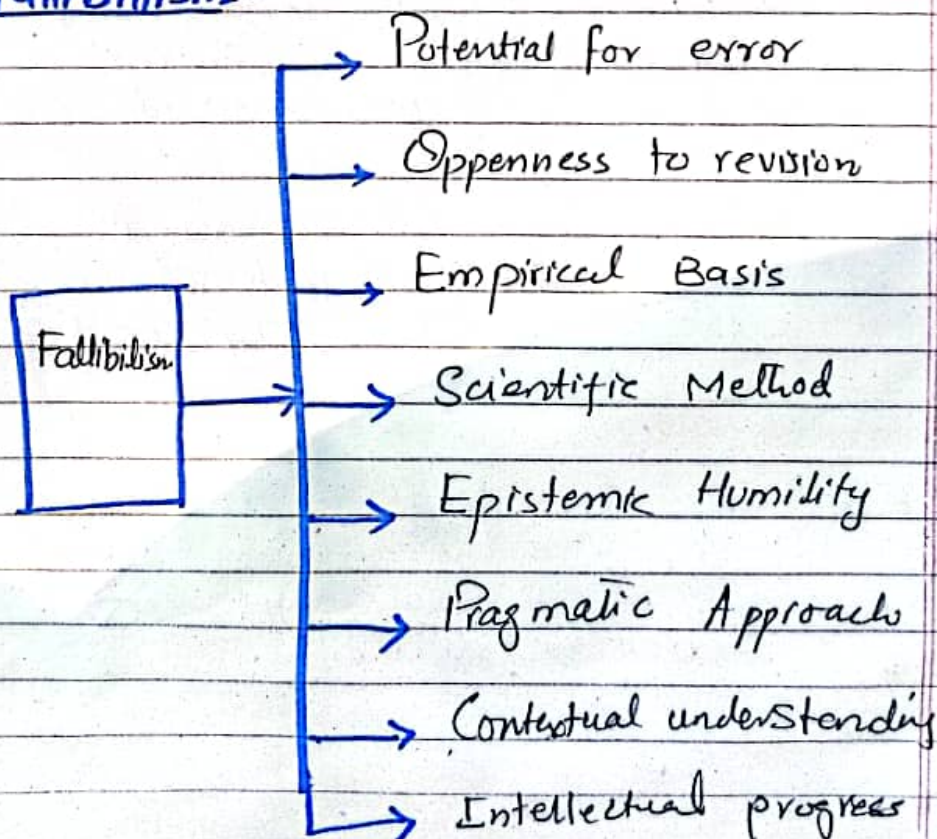 Potential for error
Oppenness to revision
Empirical Basis
Fallibilism
Scientific Method
Epistemic Humility
Pragmatic Approach
Contextual understanding
Intellectual progress